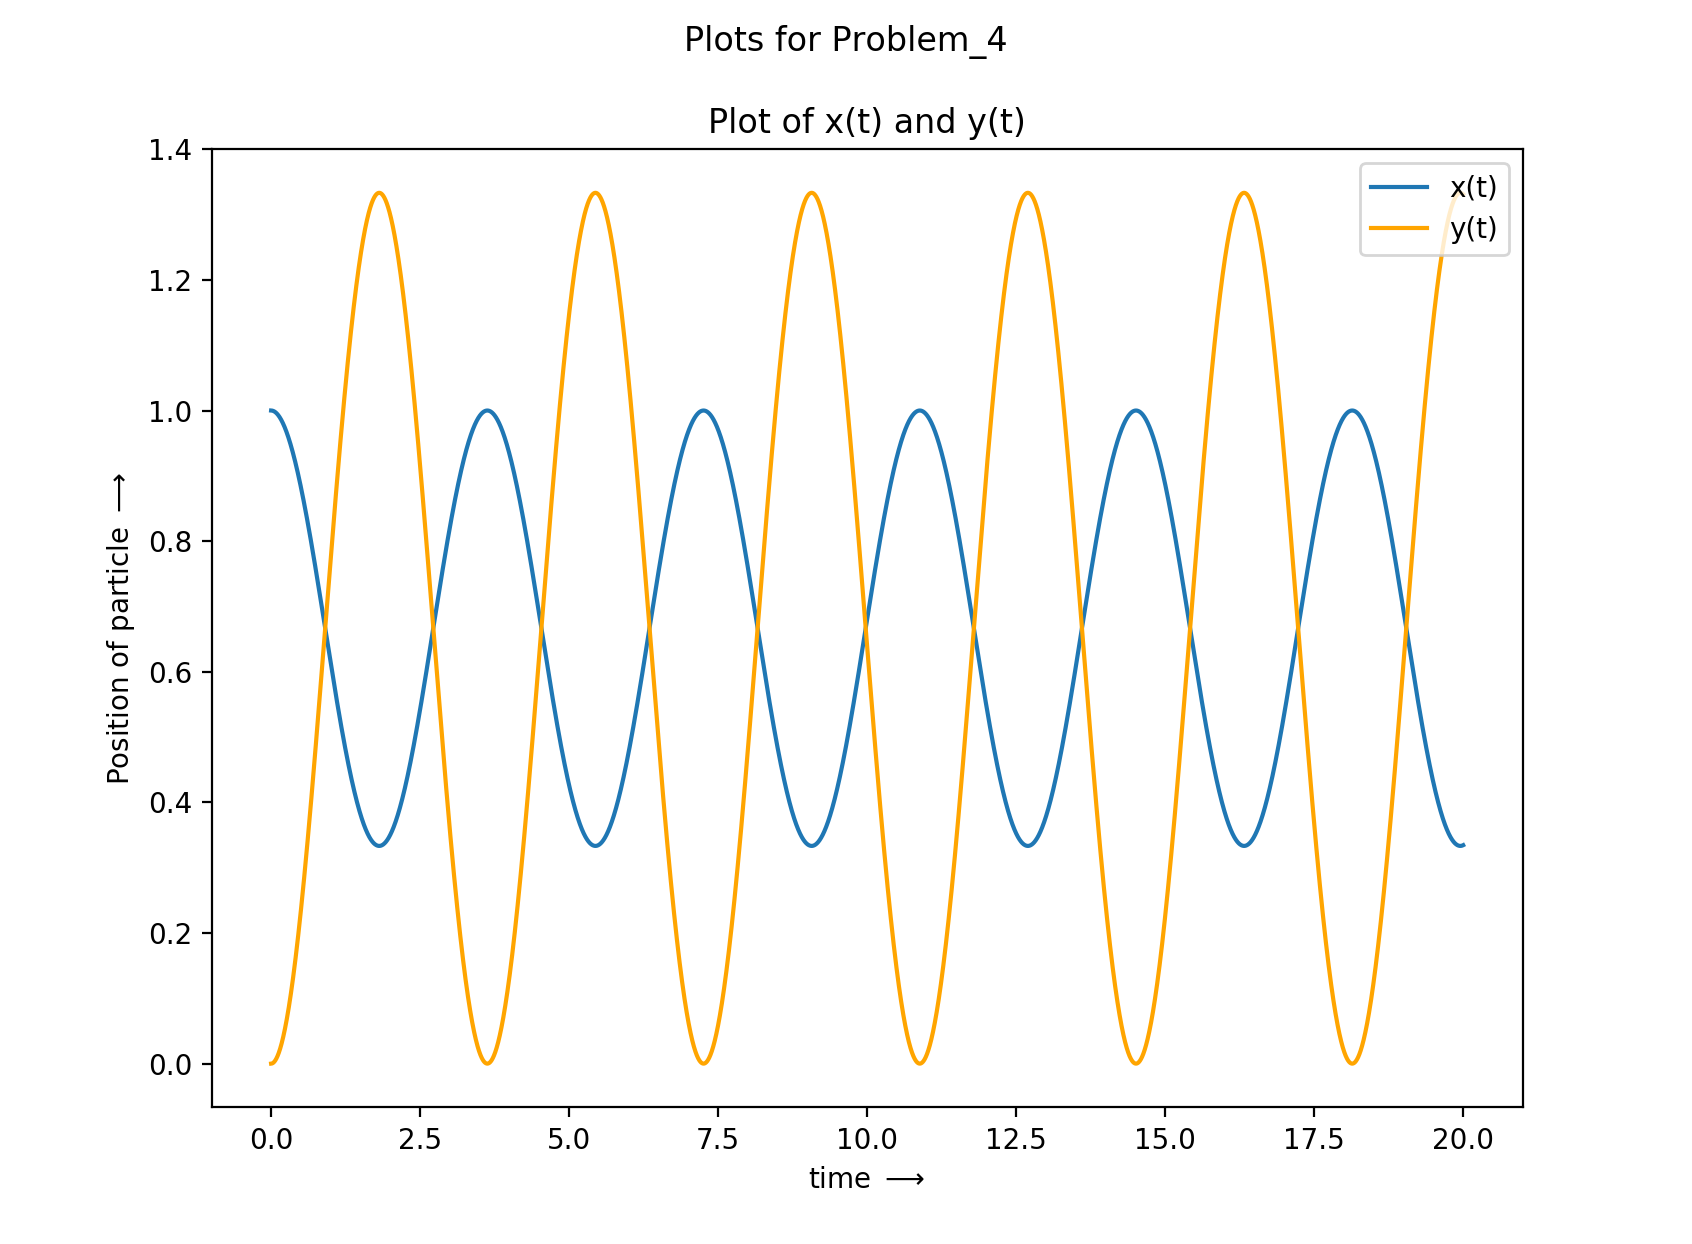 Plots for Problem_4
Plot of x(t) and y(t)
1.4
1.2
1.0
0.8
0.6
0.4
0.2
0.0
Position of particle ⟶
x(t)
y(t)
0.0 2.5 5.0 7.5 10.0 12.5 15.0 17.5 20.0
time ⟶